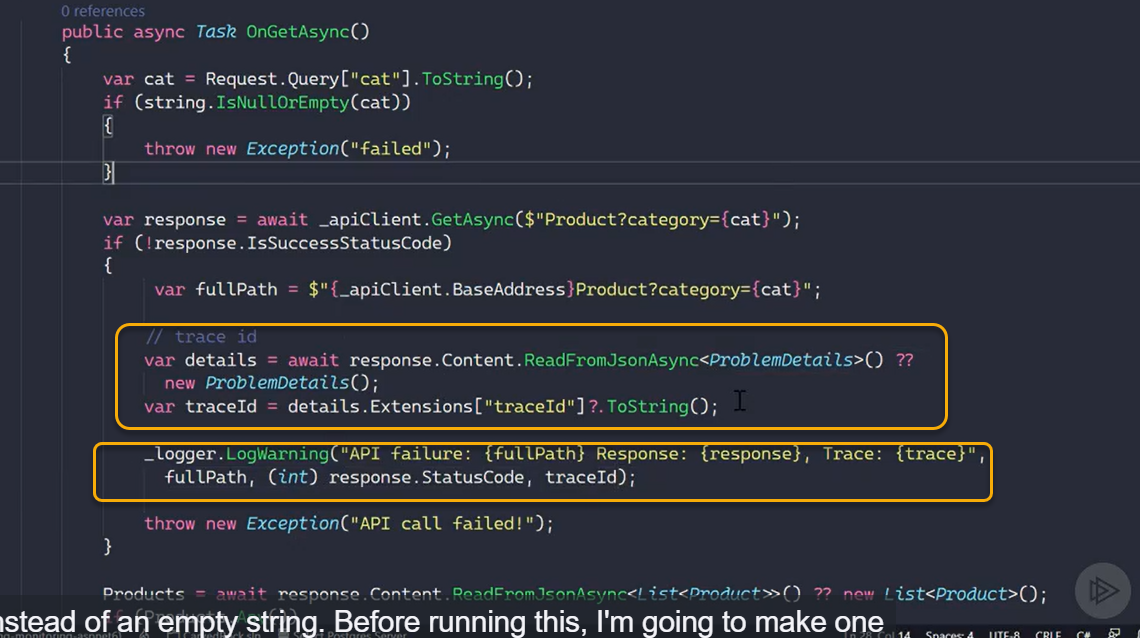 0 references
public async Task OnGetAsync()
{
var cat = Request.Query["cat"].ToString();
if (string.IsNullOrEmpty(cat))
{
throw new Exception("failed");
}
var response = await _apiClient.GetAsync($"Product?category={cat}");
if (!response.IsSuccessStatusCode)
{
var fullPath = $"{_apiClient.BaseAddress}Product?category={cat}";
// trace id
var details = await response.Content.ReadFromJsonAsync<ProblemDetails>() ??
new ProblemDetails();
var traceId = details.Extensions["traceId"]?.ToString();
_logger.LogWarning("API failure: {fullPath} Response: {response}, Trace: {trace}",
fullPath, (int) response.StatusCode, traceId);
throw new Exception("API call failed!");
}
Products = await response.Content.ReadFromJsonAsync<List<Product>>() ?? new List<Product>();
nstead of an empty string. Before running this, I'm going to make one
Spaces: 4 UTF-8 CRLF C#